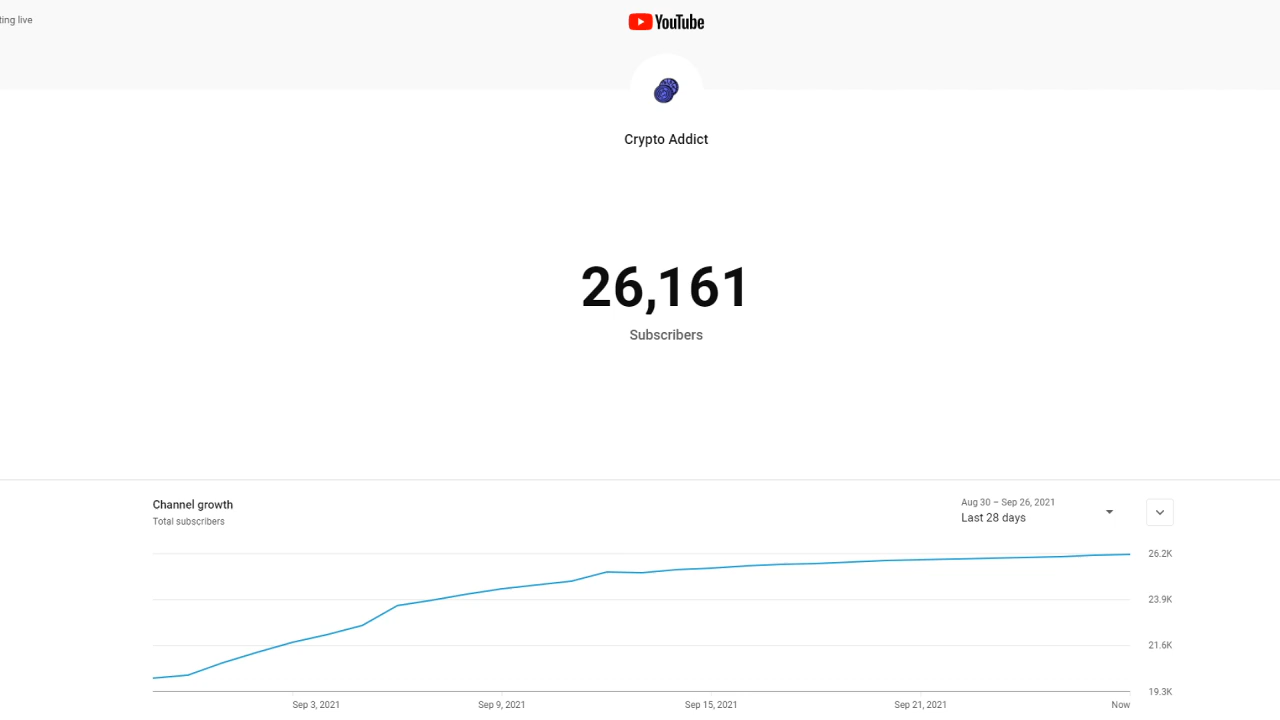 ting live
YouTube
Crypto Addict
26,161
Subscribers
Channel growth
Total subscribers
Aug 30 – Sep 26, 2021
Last 28 days
26.2K
23.9K
21.6K
19.3K
Sep 3, 2021
Sep 9, 2021
Sep 15, 2021
Sep 21, 2021
Now